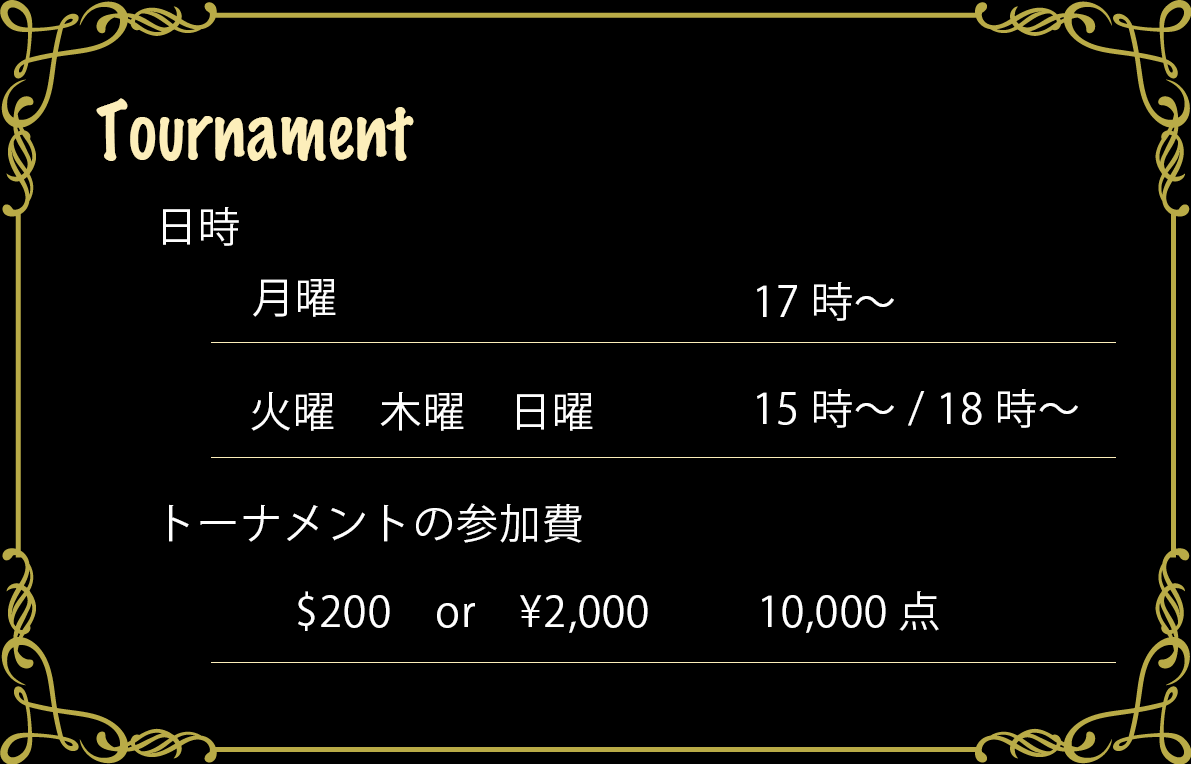 Tournament
日時
月曜 17 時～
火曜 木曜 日曜 15 時～ / 18 時～
トーナメントの参加費
$200 or ¥2,000 10,000 点